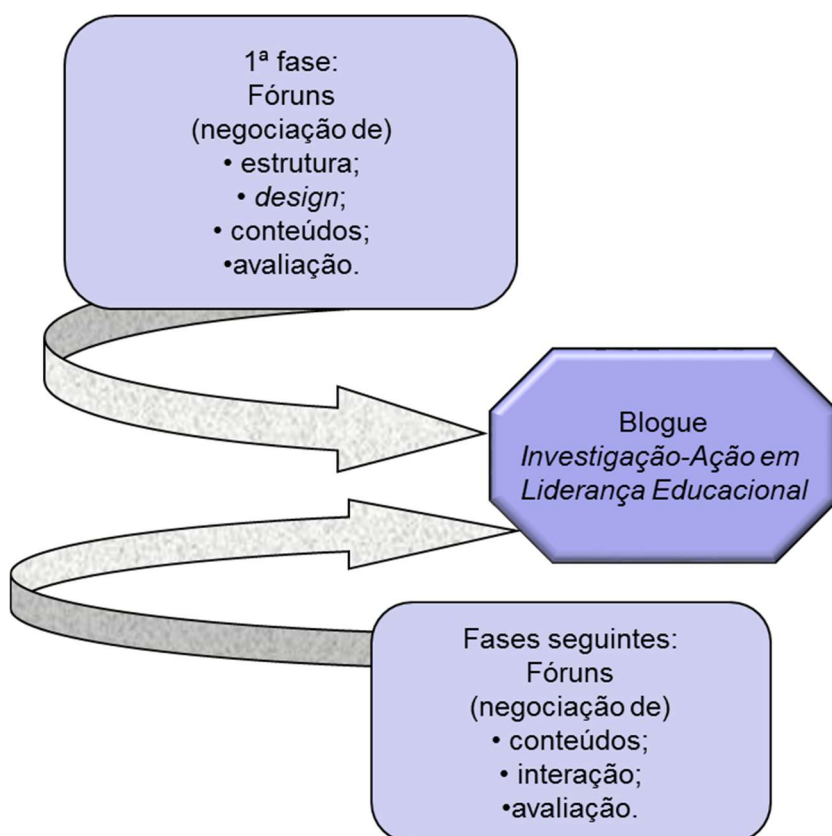 1ª fase:
Fóruns
(negociação de)
• estrutura;
• design;
• conteúdos;
•avaliação.
Blogue
Investigação-Ação em
Liderança Educacional
Fases seguintes:
Fóruns
(negociação de)
• conteúdos;
• interação;
•avaliação.